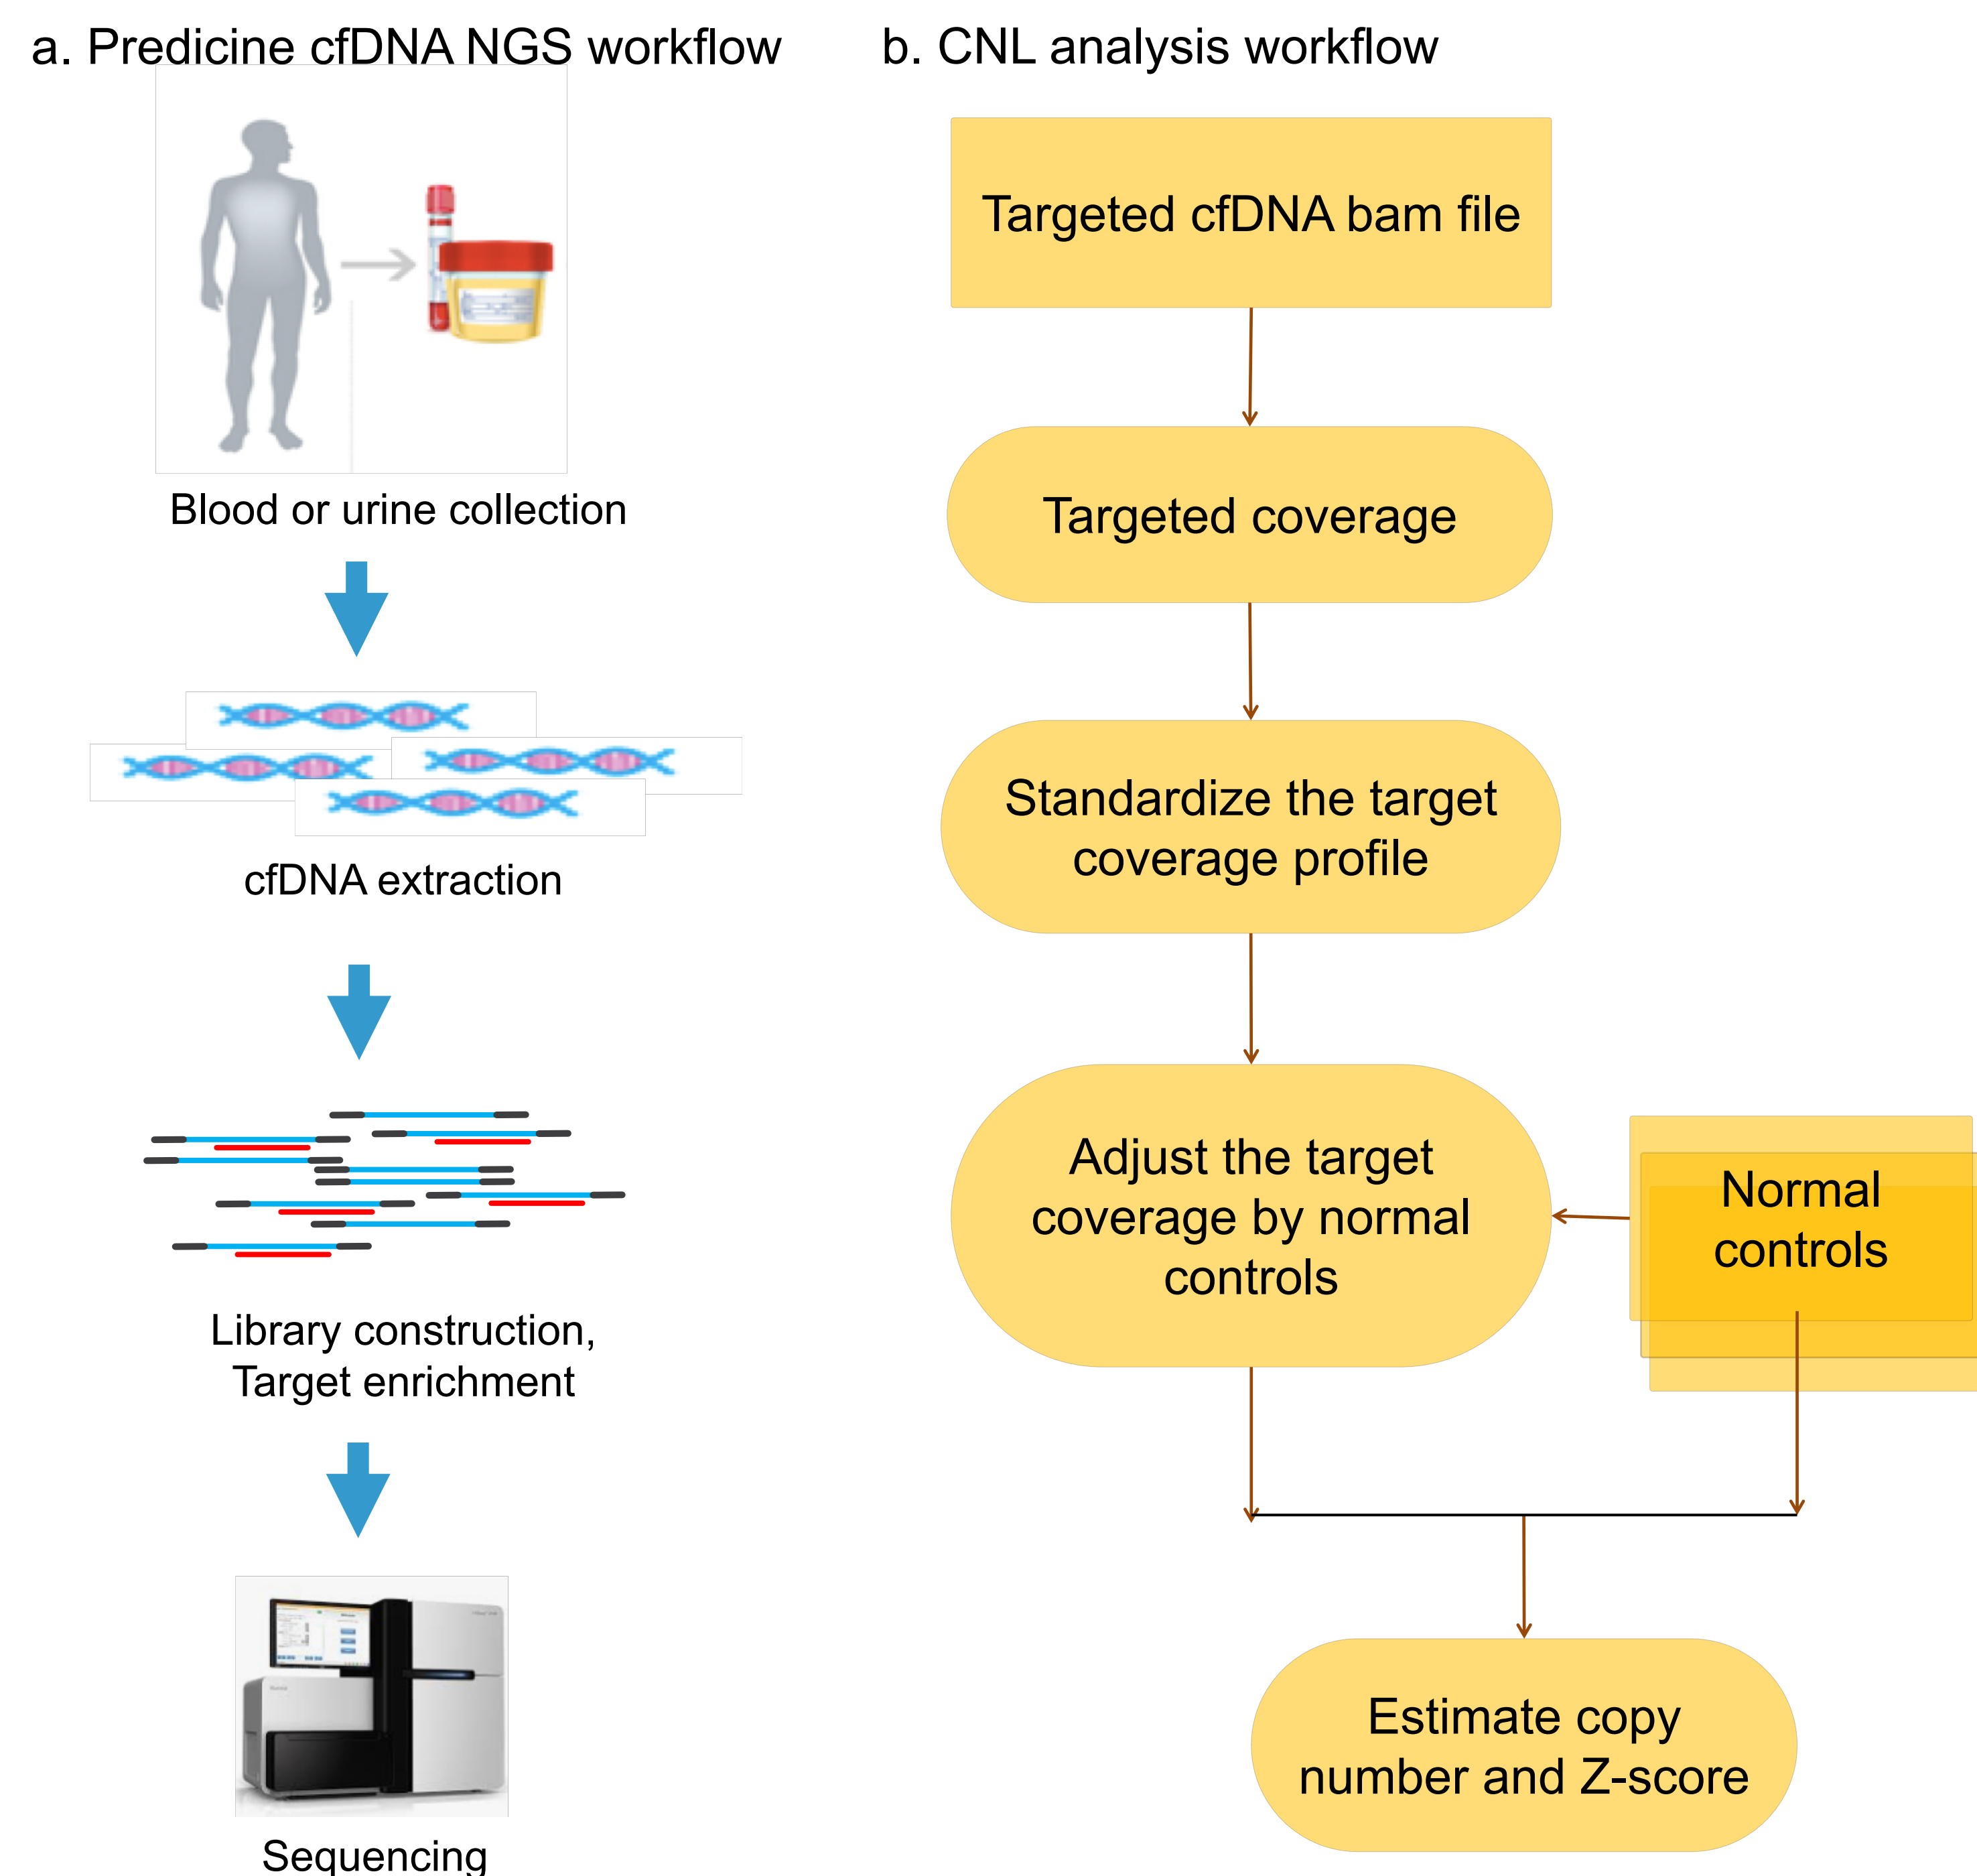 a. Predicine cfDNA NGS workflow
Blood or urine collection
cfDNA extraction
Library construction,
Target enrichment
Sequencing
b. CNL analysis workflow
Targeted cfDNA bam file
Targeted coverage
Standardize the target
coverage profile
Adjust the target
coverage by normal
controls
Normal
controls
Estimate copy
number and Z-score